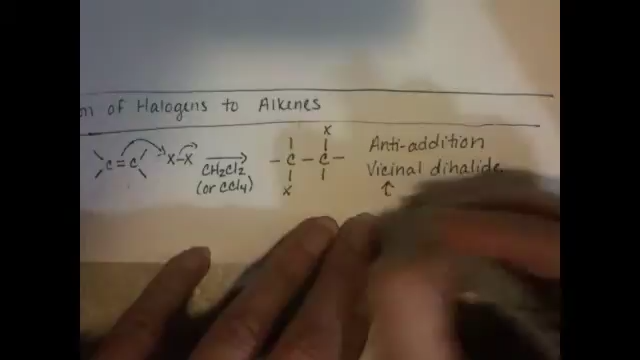 n of Halogens to Alkenes
C=C X-X → -C-C- Anti-addition
X
CH2Cl2 Vicinal dihalide
(or CCl4) X ↑